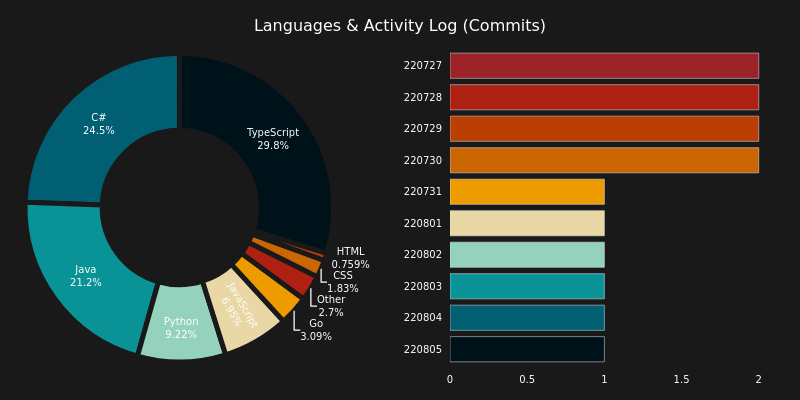 Languages & Activity Log (Commits)
C#
24.5%
TypeScript
29.8%
Java
21.2%
Python
9.22%
JavaScript
6.95%
HTML
0.759%
CSS
1.83%
Other
2.7%
Go
3.09%
220727
220728
220729
220730
220731
220801
220802
220803
220804
220805
0 0.5 1 1.5 2